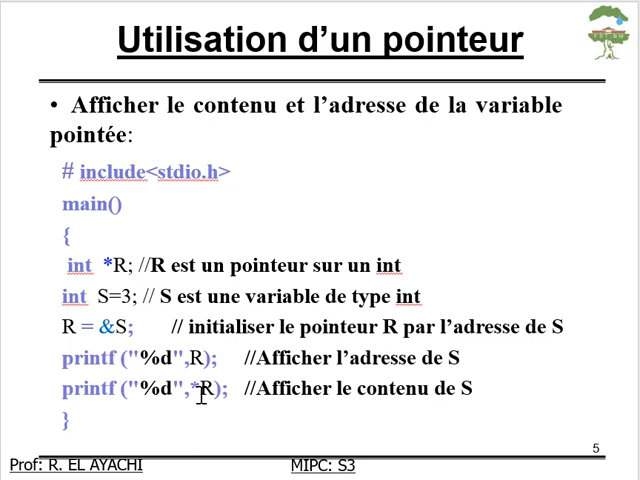 Utilisation d’un pointeur
• Afficher le contenu et l’adresse de la variable
pointée:
# include<stdio.h>
main()
{
int *R; //R est un pointeur sur un int
int S=3; // S est une variable de type int
R = &S; // initialiser le pointeur R par l’adresse de S
printf ("%d",R); //Afficher l’adresse de S
printf ("%d",*R); //Afficher le contenu de S
}
5
Prof: R. EL AYACHI MIPC: S3